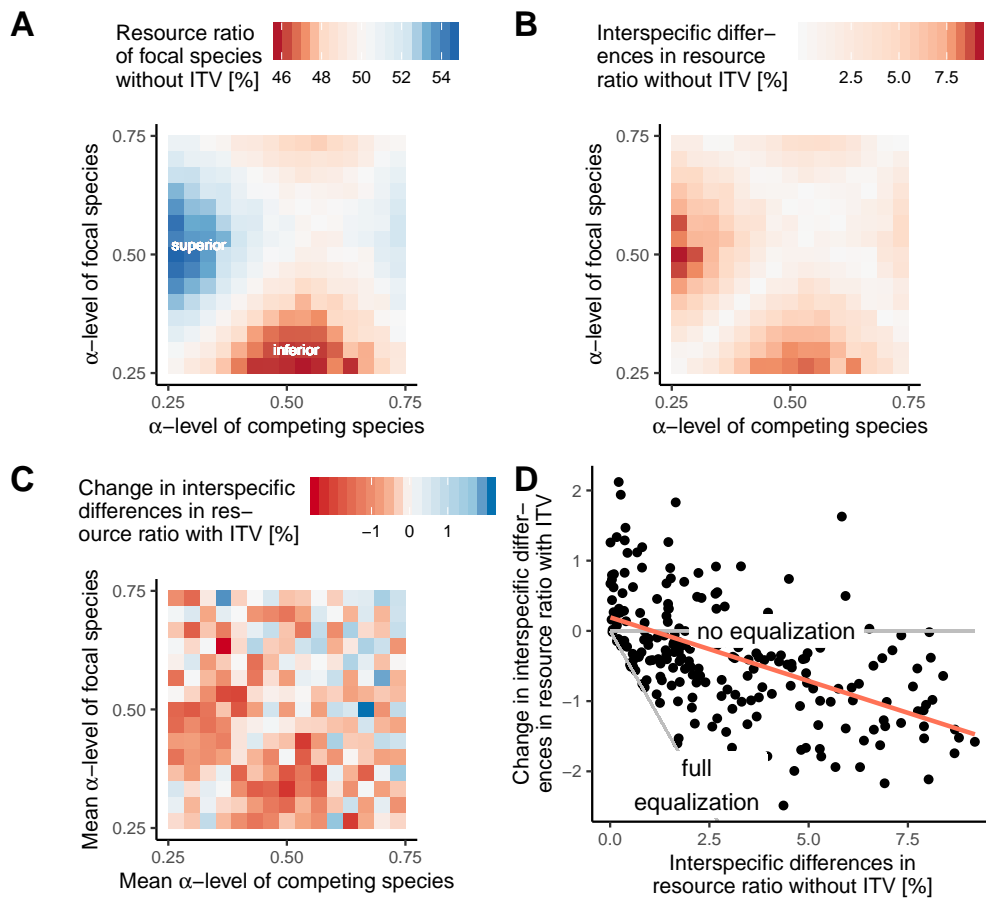 A
Resource ratio
of focal species
without ITV [%]
46 48 50 52 54
α−level of focal species
0.75
0.50
0.25
superior
inferior
0.25 0.50 0.75
α−level of competing species
B
Interspecific differ−
ences in resource
ratio without ITV [%]
2.5 5.0 7.5
α−level of focal species
0.75
0.50
0.25
0.25 0.50 0.75
α−level of competing species
C
Change in interspecific
differences in res−
ource ratio with ITV [%]
−1 0 1
Mean α−level of focal species
0.75
0.50
0.25
0.25 0.50 0.75
Mean α−level of competing species
D
Change in interspecific differ−
ences in resource ratio with ITV
2
1
0
−1
−2
no equalization
full
equalization
0.0 2.5 5.0 7.5
Interspecific differences in
resource ratio without ITV [%]